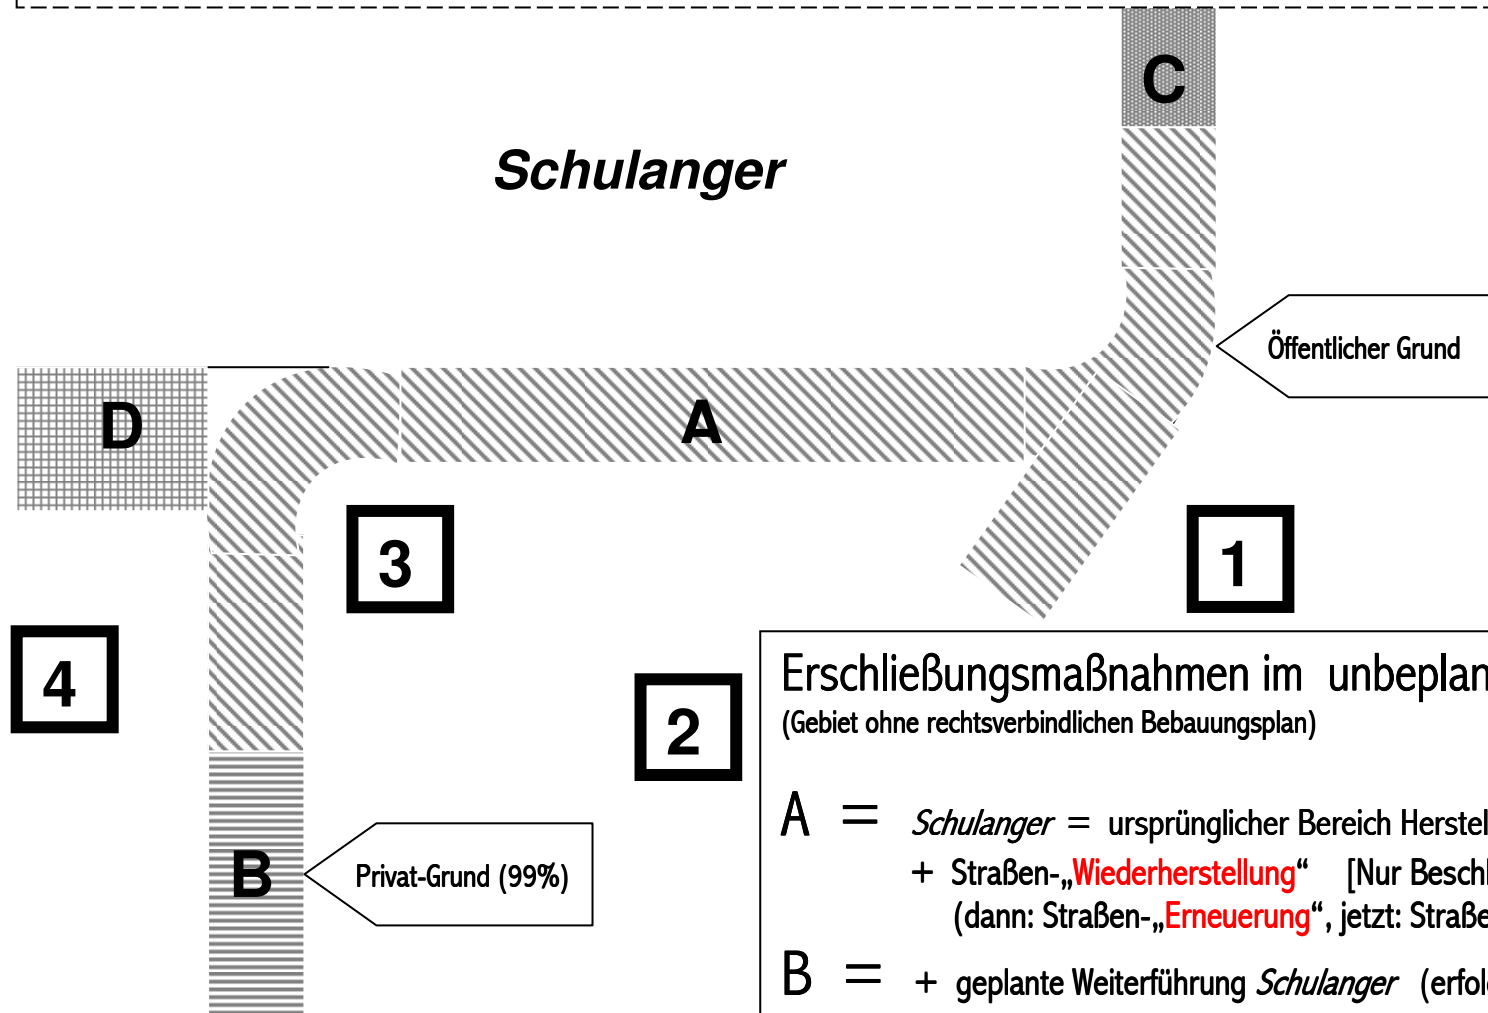 C
Schulanger
Öffentlicher Grund
D
A
3
1
4
2
Erschließungsmaßnahmen im unbeplan
(Gebiet ohne rechtsverbindlichen Bebauungsplan)
A = Schulanger = ursprünglicher Bereich Herstel
+ Straßen-„Wiederherstellung“ [Nur Beschl
(dann: Straßen-„Erneuerung“, jetzt: Straße
B
Privat-Grund (99%)
B = + geplante Weiterführung Schulanger (erfol